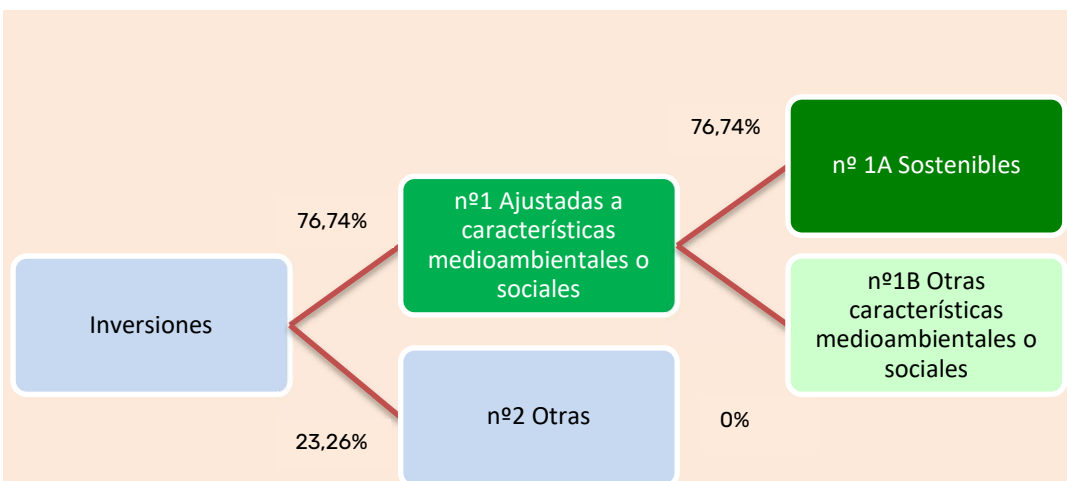 76,74%
nº 1A Sostenibles
76,74%
nº1 Ajustadas a
características
medioambientales o
sociales
Inversiones
nº1B Otras
características
medioambientales o
sociales
nº2 Otras
0%
23,26%